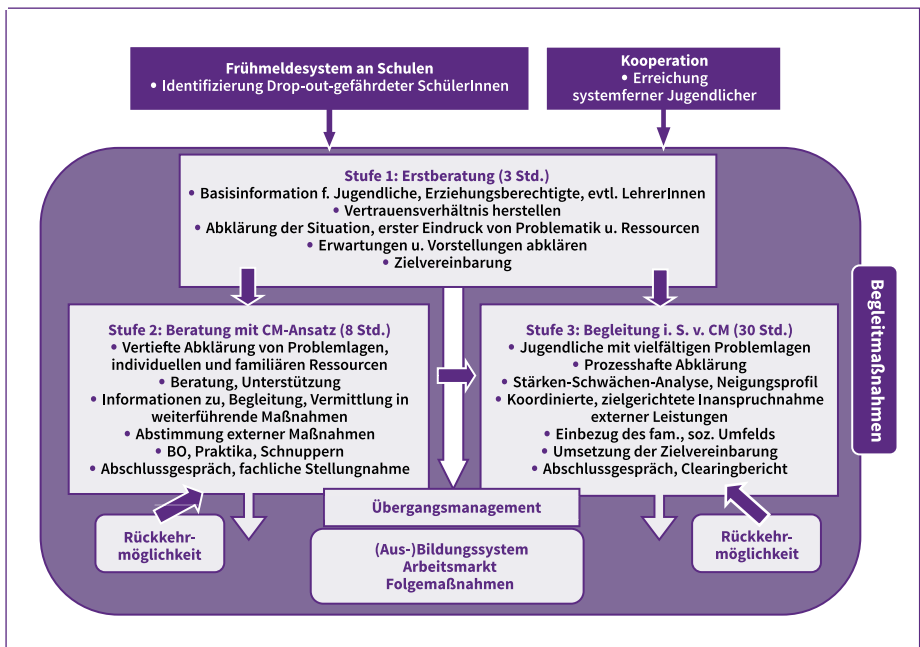 Frühmeldesystem an Schulen
• Identifizierung Drop-out-gefährdeter SchülerInnen
Kooperation
• Erreichung
systemferner Jugendlicher
Stufe 1: Erstberatung (3 Std.)
• Basisinformation f. Jugendliche, Erziehungsberechtigte, evtl. LehrerInnen
• Vertrauensverhältnis herstellen
• Abklärung der Situation, erster Eindruck von Problematik u. Ressourcen
• Erwartungen u. Vorstellungen abklären
• Zielvereinbarung
Begleitmaßnahmen
Stufe 2: Beratung mit CM-Ansatz (8 Std.)
• Vertiefte Abklärung von Problemlagen,
individuellen und familiären Ressourcen
• Beratung, Unterstützung
• Informationen zu, Begleitung, Vermittlung in
weiterführende Maßnahmen
• Abstimmung externer Maßnahmen
• BO, Praktika, Schnuppern
• Abschlussgespräch, fachliche Stellungnahme
Stufe 3: Begleitung i. S. v. CM (30 Std.)
• Jugendliche mit vielfältigen Problemlagen
• Prozesshafte Abklärung
• Stärken-Schwächen-Analyse, Neigungsprofil
• Koordinierte, zielgerichtete Inanspruchnahme
externer Leistungen
• Einbezug des fam., soz. Umfelds
• Umsetzung der Zielvereinbarung
• Abschlussgespräch, Clearingbericht
Rückkehr-
möglichkeit
Übergangsmanagement
(Aus-)Bildungssystem
Arbeitsmarkt
Folgemaßnahmen
Rückkehr-
möglichkeit